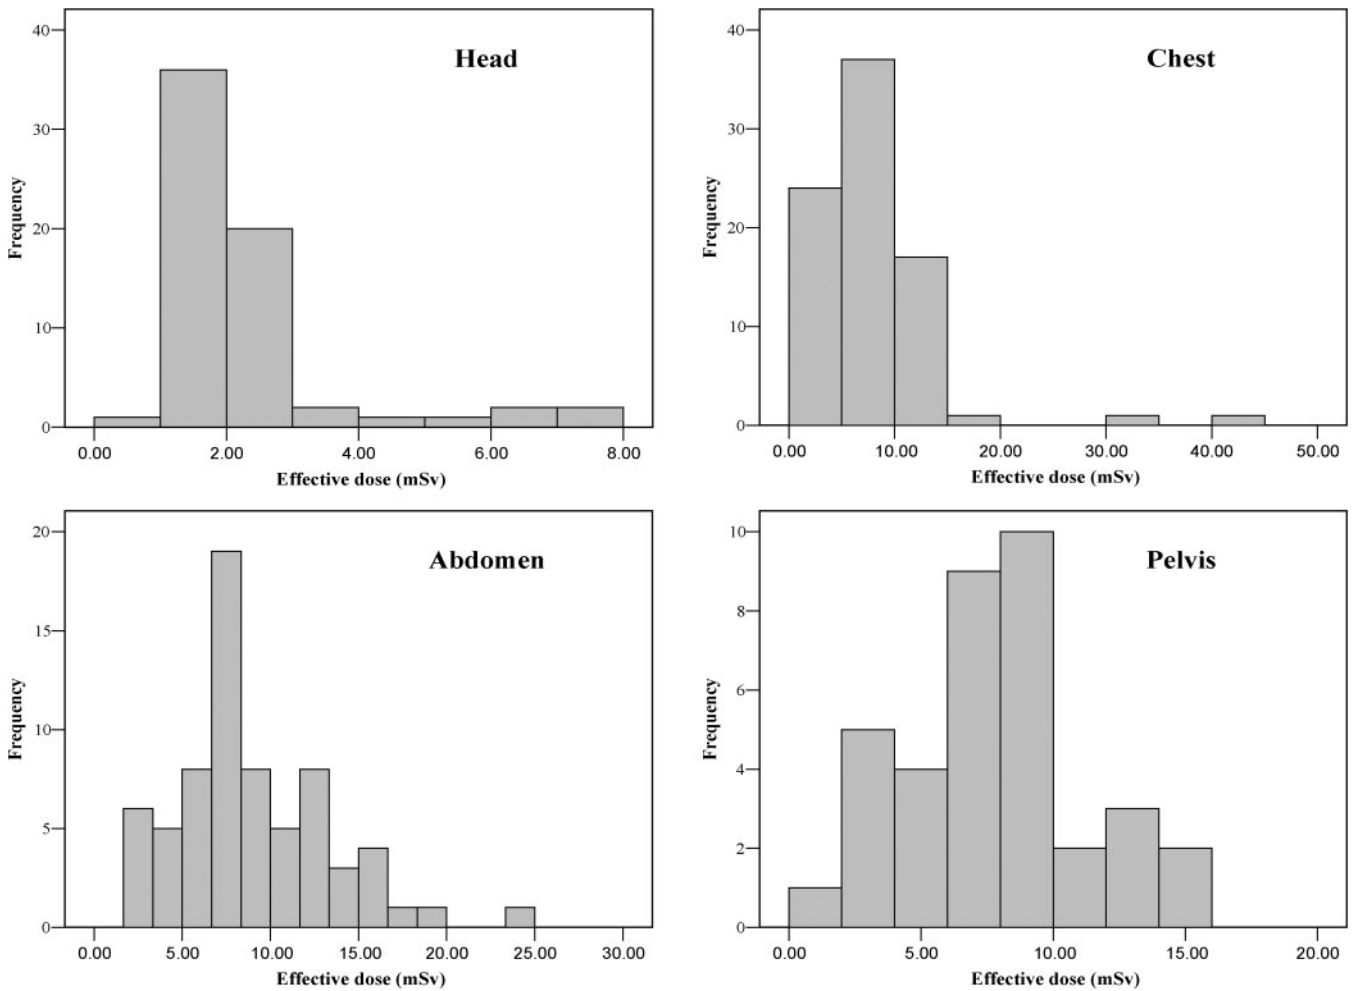 Head
Frequency
40
30
20
10
0
0.00 2.00 4.00 6.00 8.00
Effective dose (mSv)
Chest
Frequency
40
30
20
10
0
0.00 10.00 20.00 30.00 40.00 50.00
Effective dose (mSv)
Abdomen
Frequency
20
15
10
5
0
0.00 5.00 10.00 15.00 20.00 25.00 30.00
Effective dose (mSv)
Pelvis
Frequency
10
8
6
4
2
0
0.00 5.00 10.00 15.00 20.00
Effective dose (mSv)